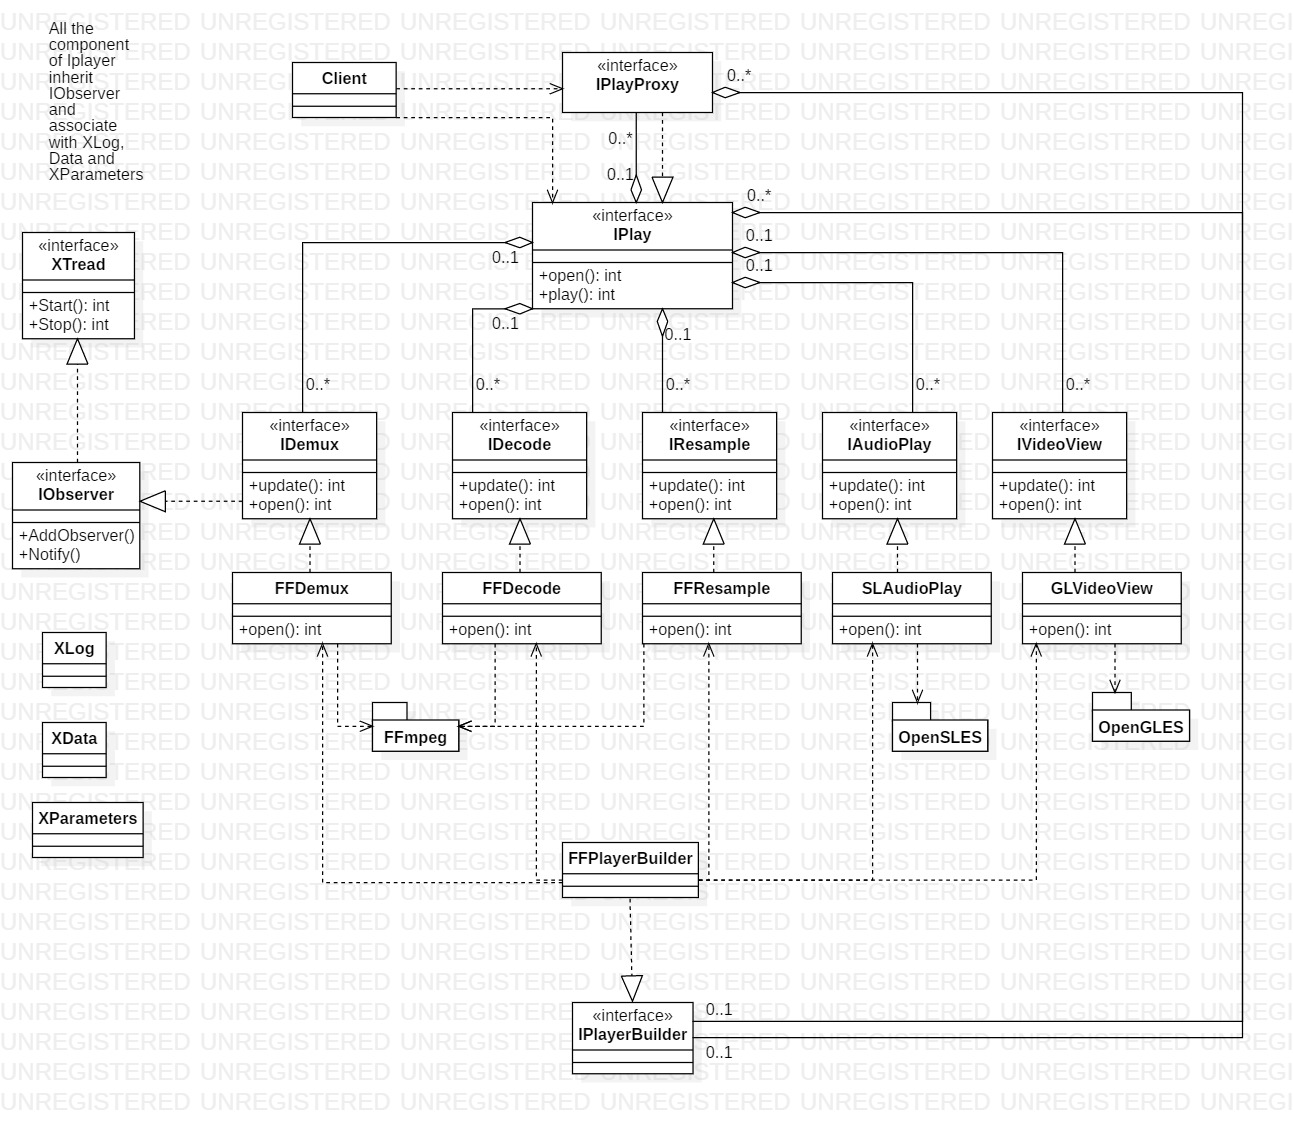 All the
component
of Iplayer
inherit
IObserver
and
associate
with XLog,
Data and
XParameters
Client
«interface»
IPlayProxy
0..*
0..*
0..1
«interface»
IPlay
+open(): int
+play(): int
0..*
0..1
0..1
0..1
0..1
0..1
«interface»
XTread
+Start(): int
+Stop(): int
0..*
0..*
0..*
0..*
0..*
«interface»
IObserver
+AddObserver()
+Notify()
«interface»
IDemux
+update(): int
+open(): int
«interface»
IDecode
+update(): int
+open(): int
«interface»
IResample
+update(): int
+open(): int
«interface»
IAudioPlay
+update(): int
+open(): int
«interface»
IVideoView
+update(): int
+open(): int
FFDemux
+open(): int
FFDecode
+open(): int
FFResample
+open(): int
SLAudioPlay
+open(): int
GLVideoView
+open(): int
XLog
XData
XParameters
FFmpeg
OpenSLES
OpenGLES
FFPlayerBuilder
«interface»
IPlayerBuilder
0..1
0..1
UNREGISTERED